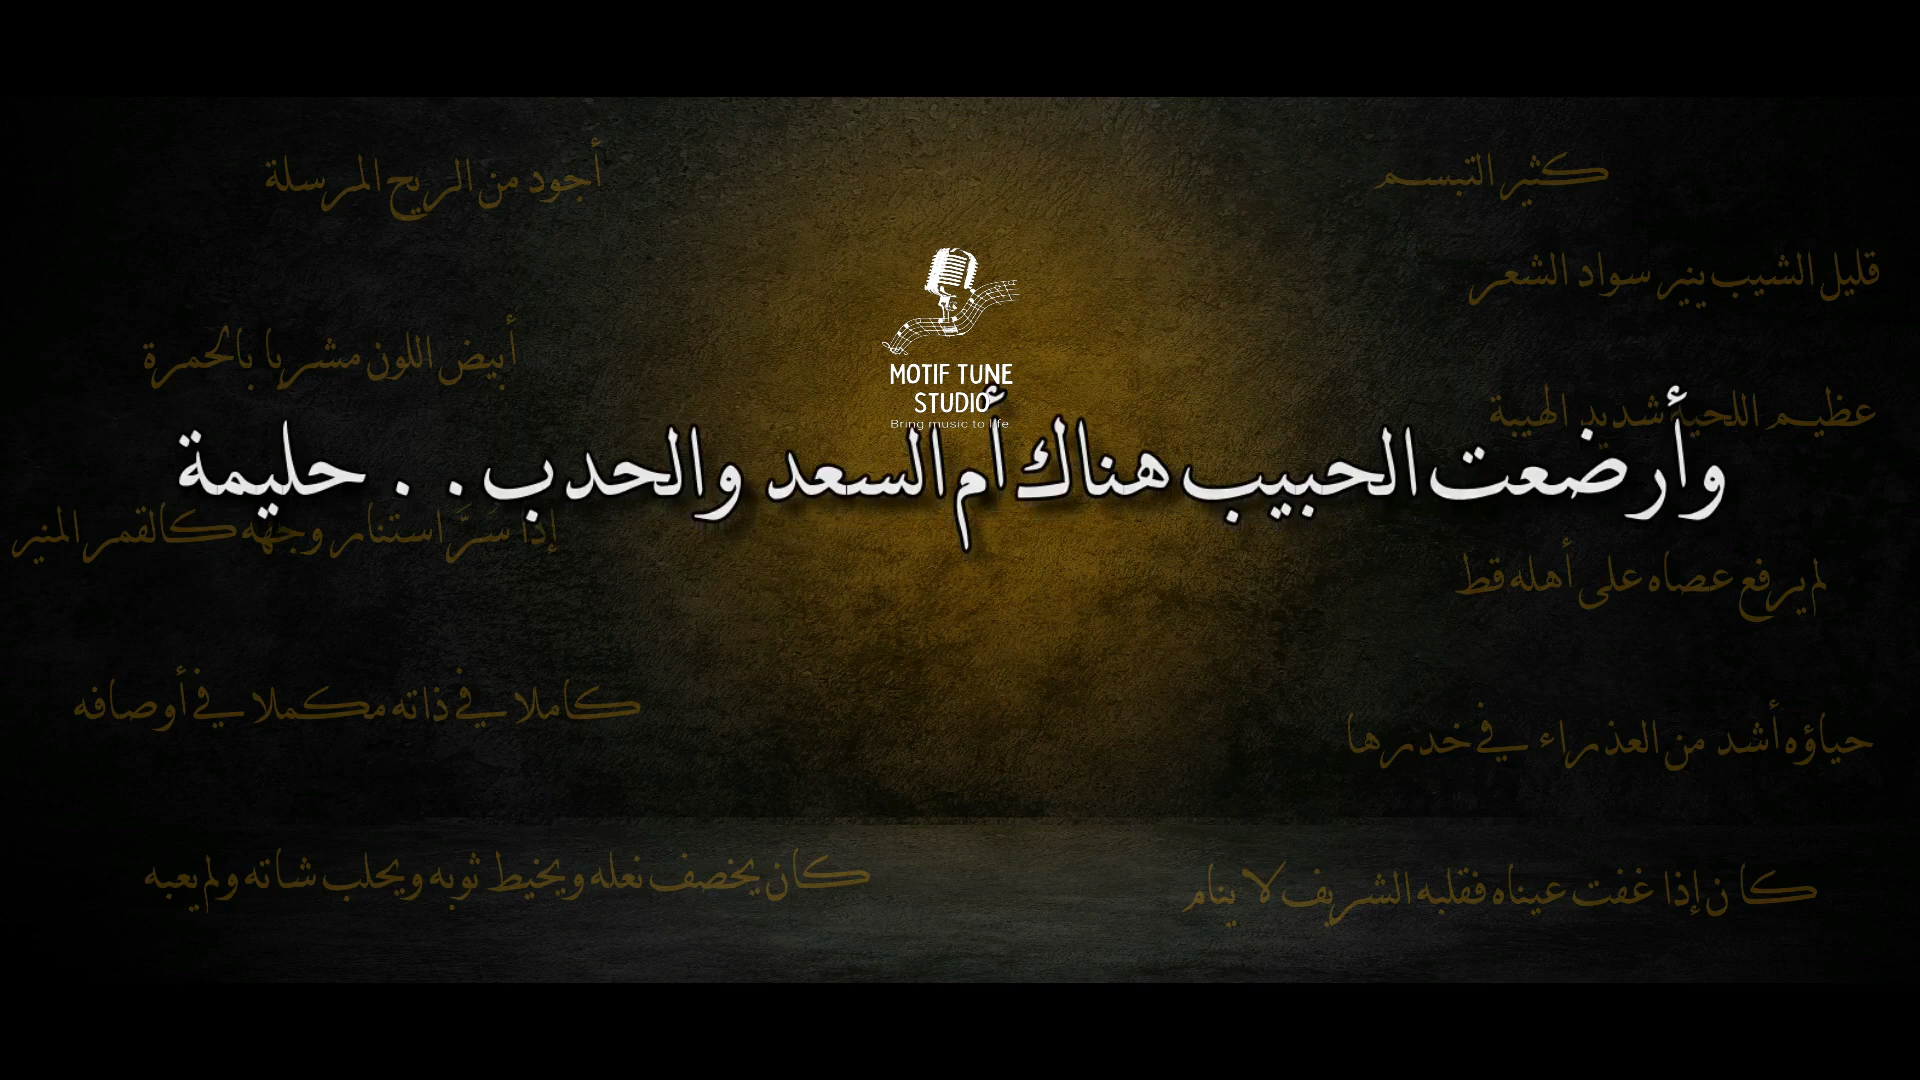 كثير التبسم
أجود من الريح المرسلة
قليل الشيب ينير سواد الشعر
أبيض اللون مشربا بالحمرة
MOTIF TUNE
STUDIO
Bring music to life
عظيم اللحية شديد الهيبة
وأرضعت الحبيب هناك أم السعد والحدب . . حليمة
إذا سَرَّ استنار وجهه كالقمر المنير
لم يرفع عصاه على أهله قط
كاملا في ذاته مكملا في أوصافه
حياؤه أشد من العذراء في خدرها
كان يخصف نعله ويخيط ثوبه ويحلب شاته ولم يعبه
كان إذا غفت عيناه فقلبه الشريف لا ينام